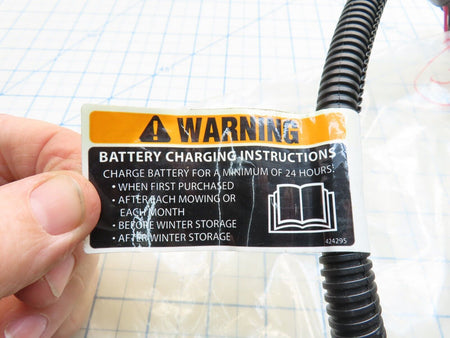 WARNING
BATTERY CHARGING INSTRUCTIONS
CHARGE BATTERY FOR A MINIMUM OF 24 HOURS:
• WHEN FIRST PURCHASED
• AFTER EACH MOWING OR
EACH MONTH
• BEFORE WINTER STORAGE
• AFTER WINTER STORAGE
424295